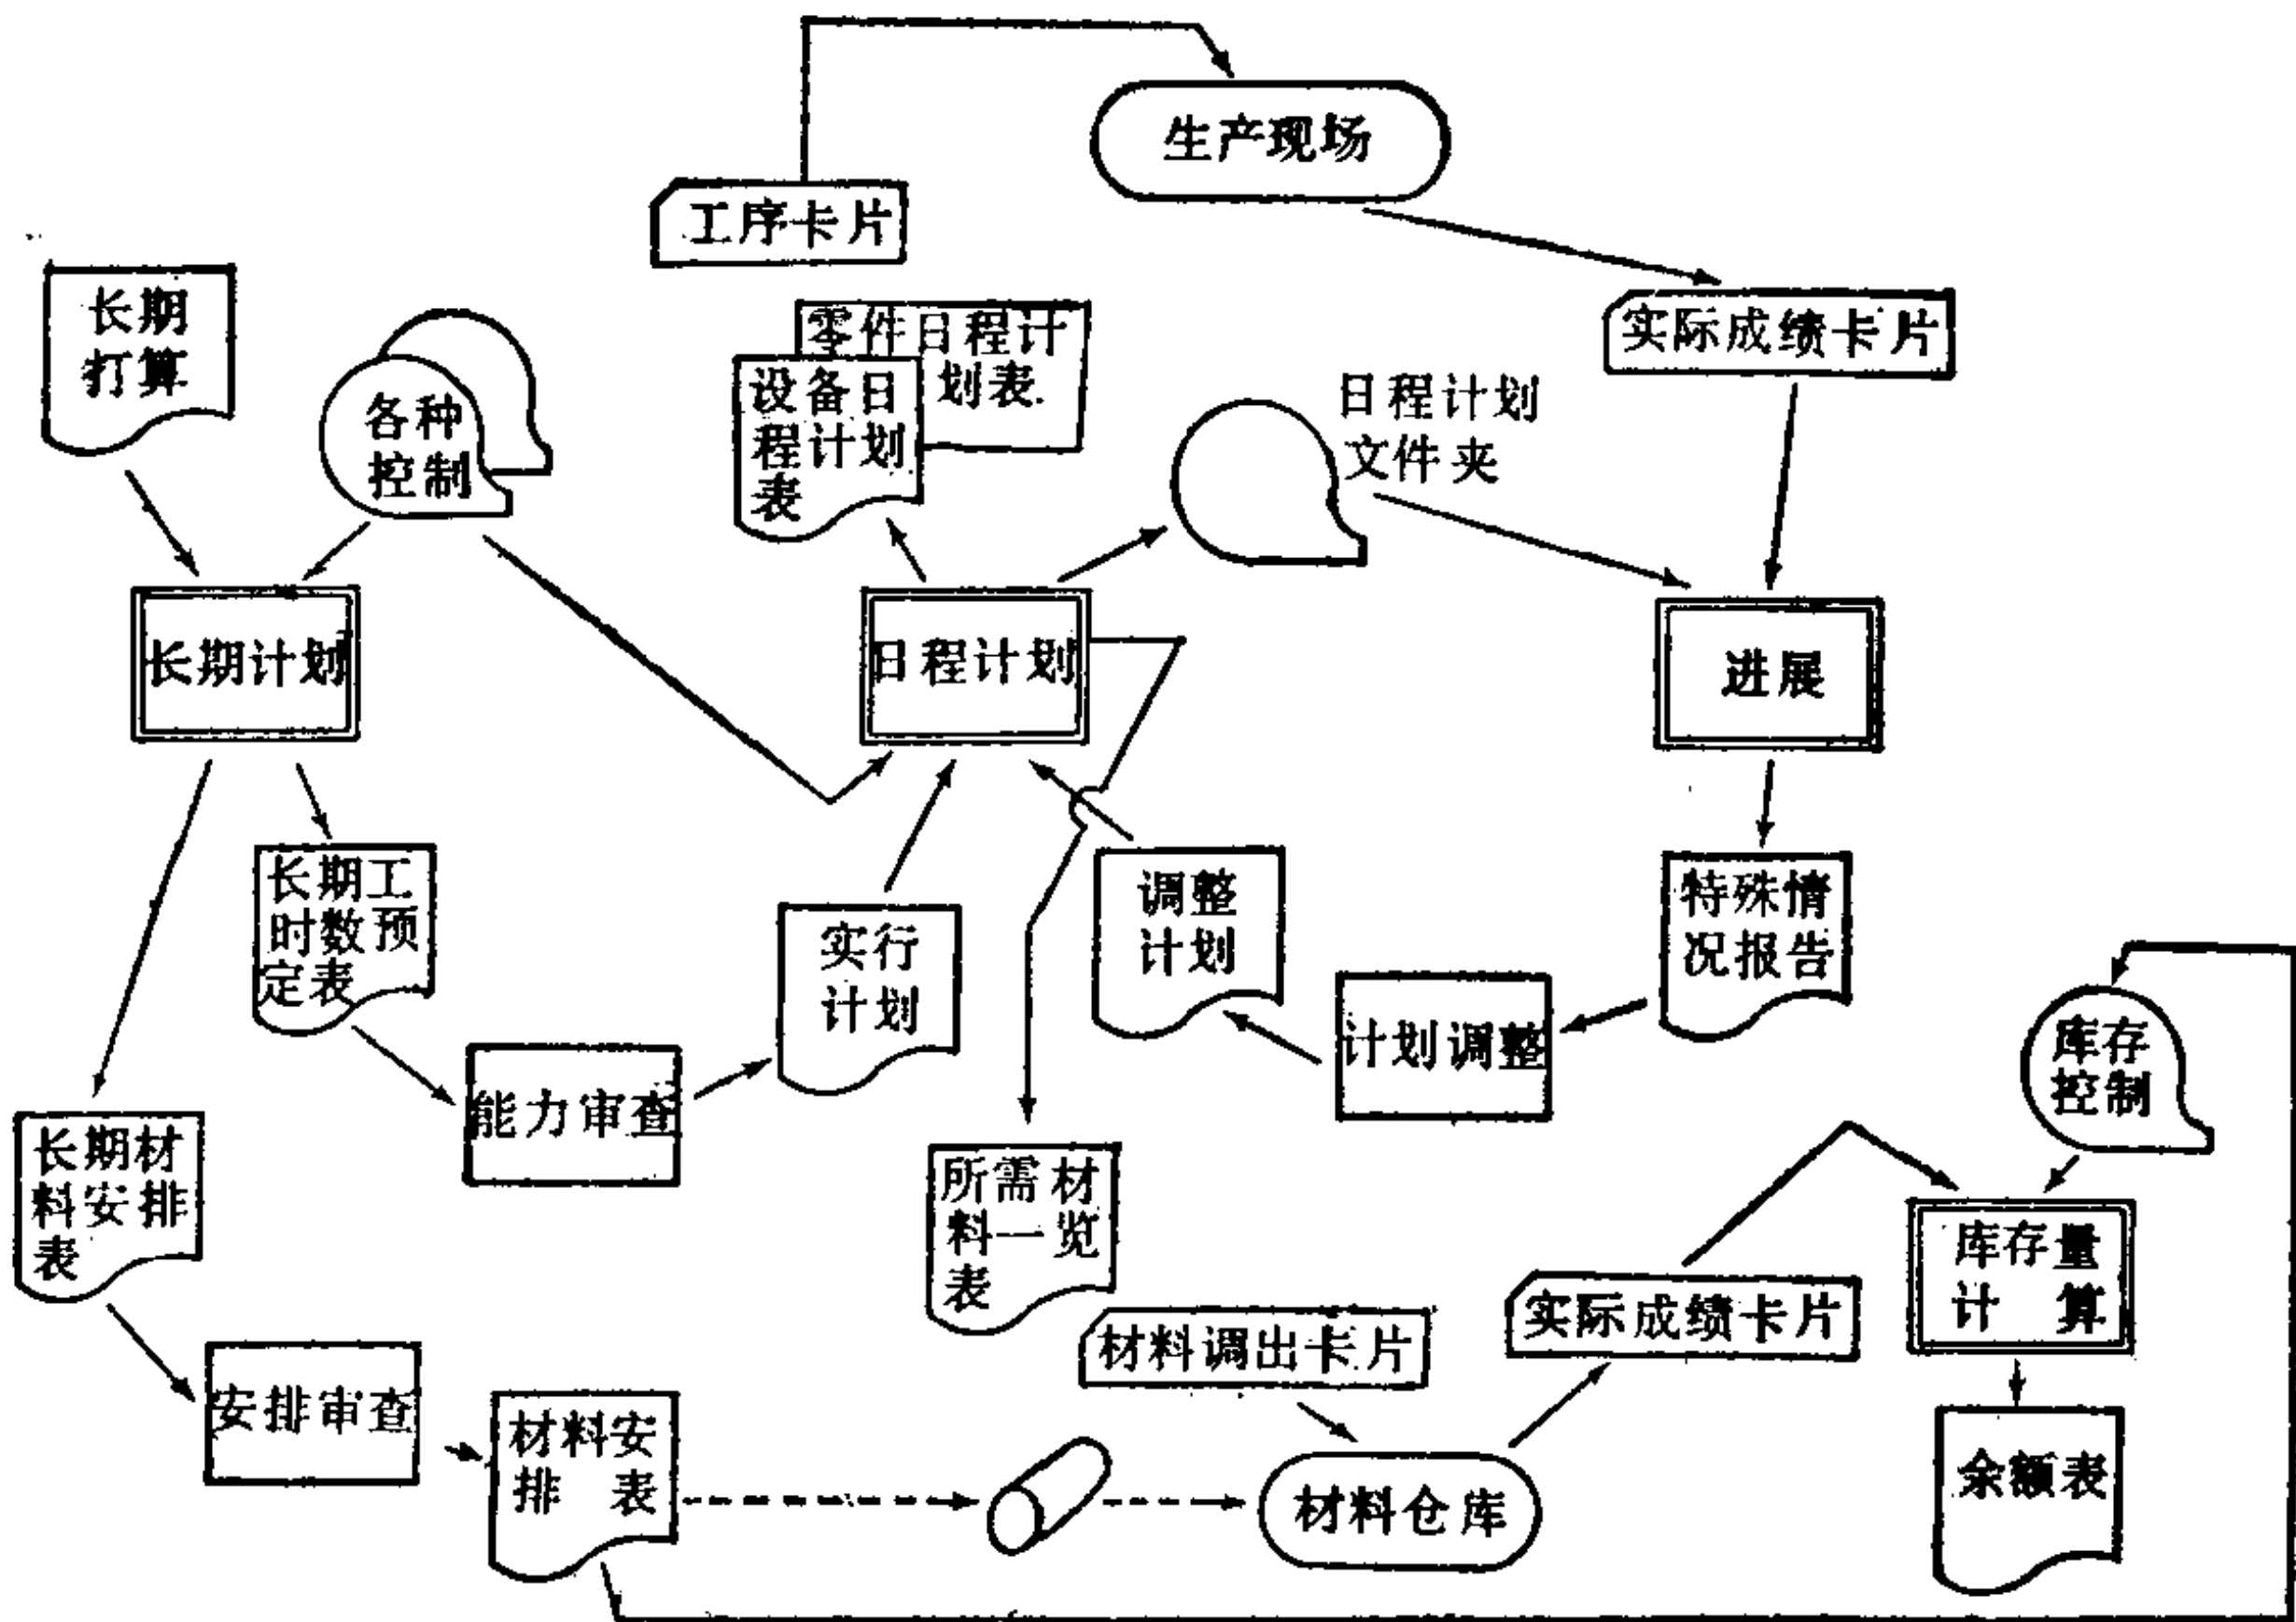 生产现场
工序卡片
长期
打算
实际成绩卡片
零件日程计
划表
设备日
程计划
表
日程计划
文件夹
各种
控制
长期计划
日程计划
进展
长期工
时数预
定表
调整
计划
特殊情
况报告
实行
计划
计划调整
库存
控制
能力审查
长期材
料安排
表
所需材
料一览
表
库存量
计算
实际成绩卡片
材料调出卡片
安排审查
材料安
排表
材料仓库
余额表